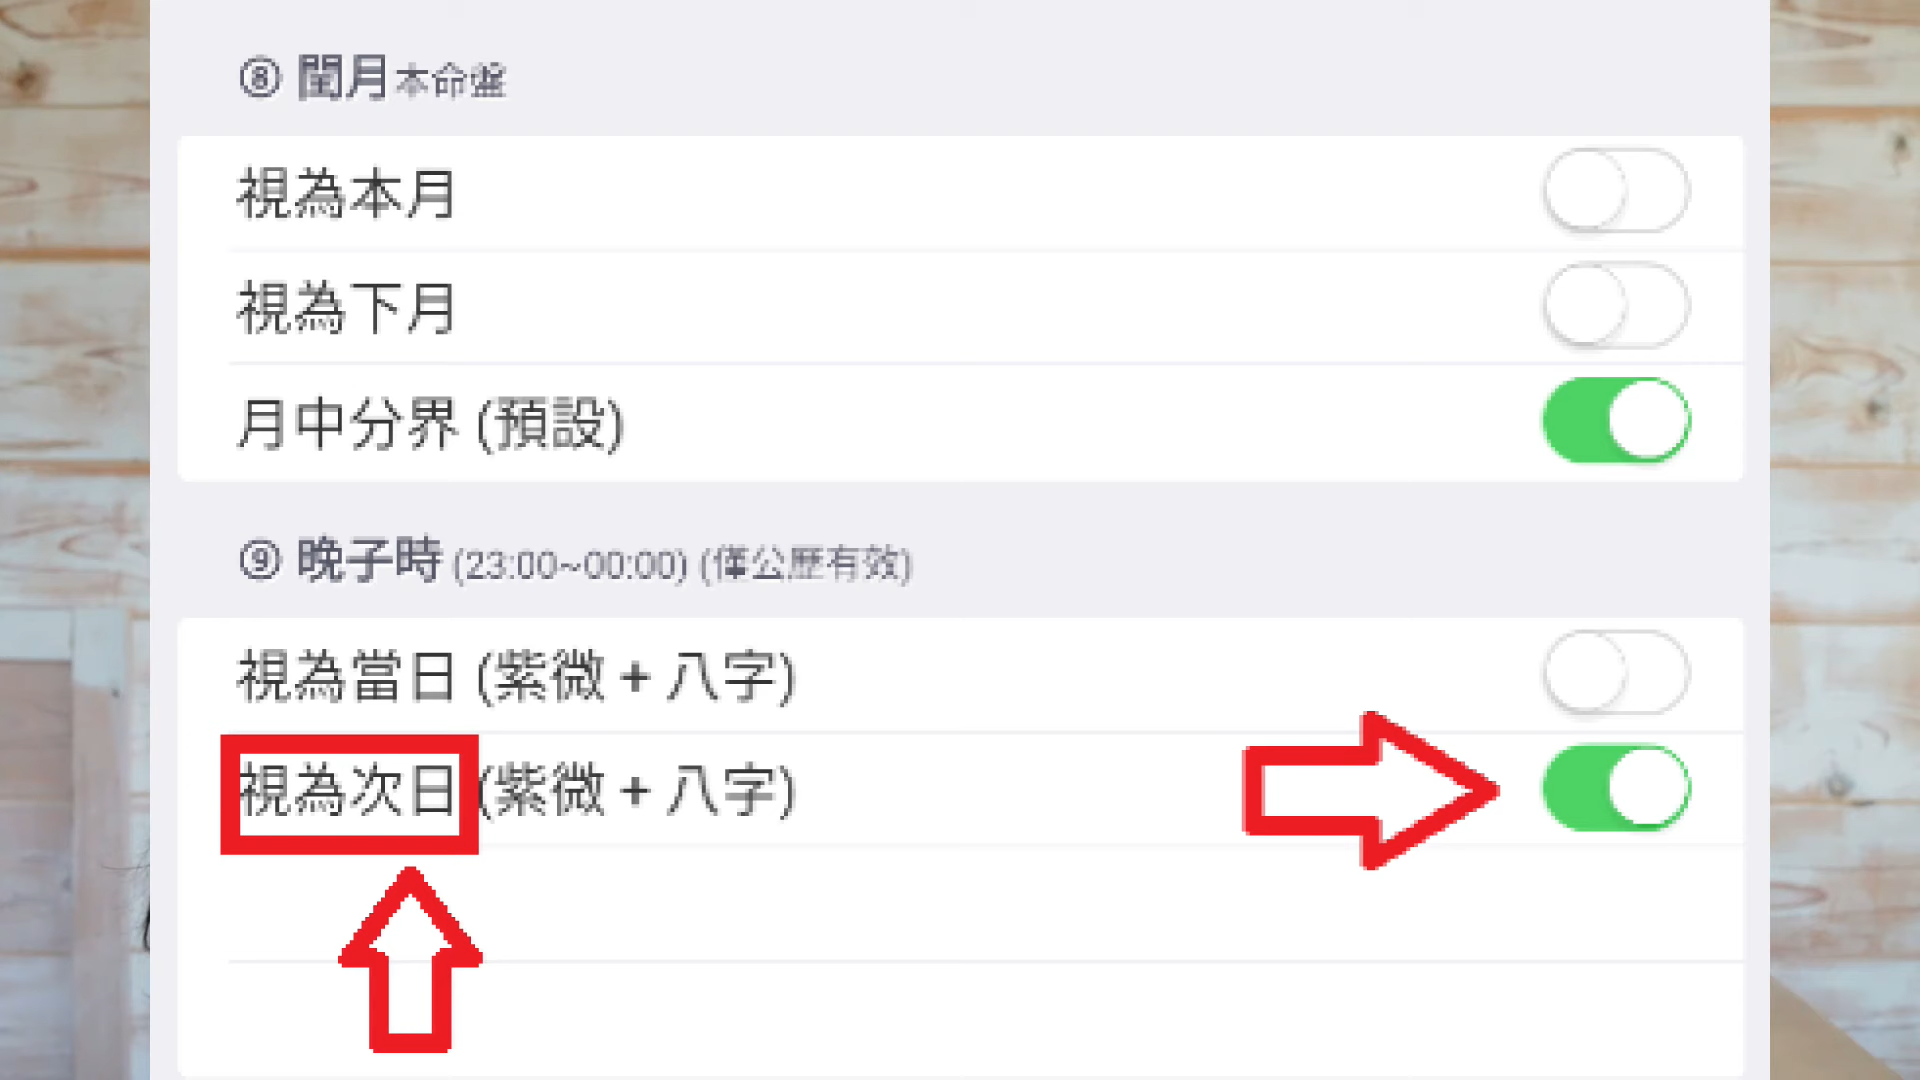 ⑧ 閏月本命盤
視為本月
視為下月
月中分界 (預設)
⑨ 晚子時 (23:00~00:00) (僅公歷有效)
視為當日 (紫微 + 八字)
視為次日 (紫微 + 八字)